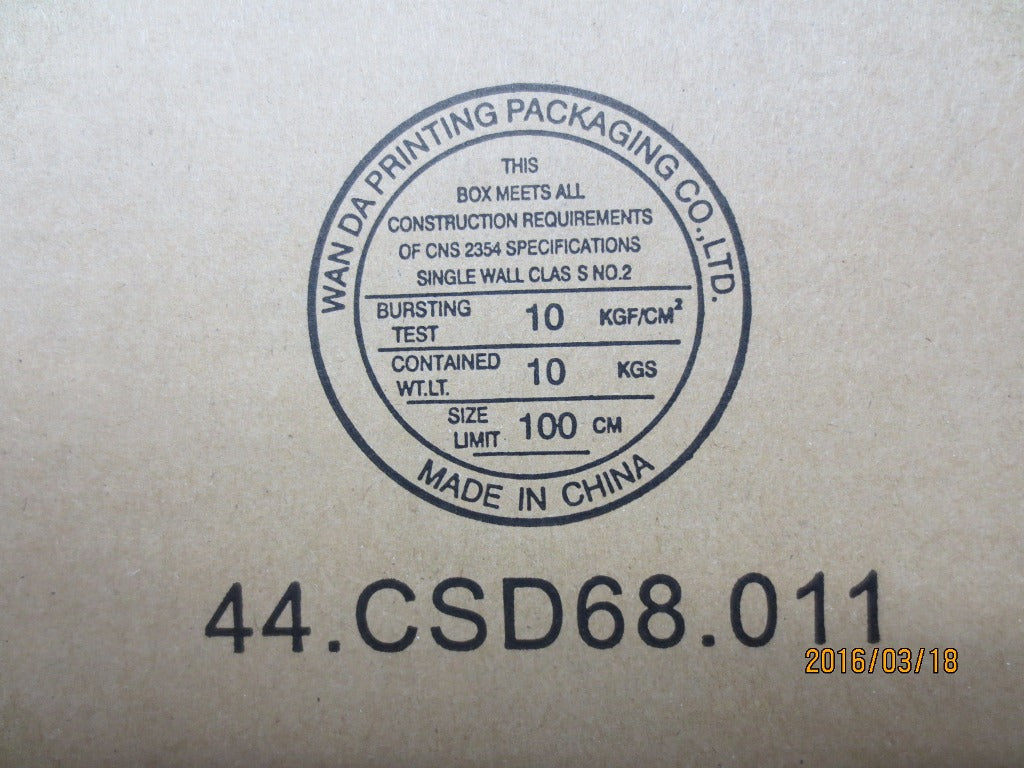 WAN DA PRINTING PACKAGING CO.,LTD.
THIS
BOX MEETS ALL
CONSTRUCTION REQUIREMENTS
OF CNS 2354 SPECIFICATIONS
SINGLE WALL CLAS S NO.2
BURSTING TEST 10 KGF/CM²
CONTAINED WT.LT. 10 KGS
SIZE LIMIT 100 CM
MADE IN CHINA
44.CSD68.011
2016/03/18